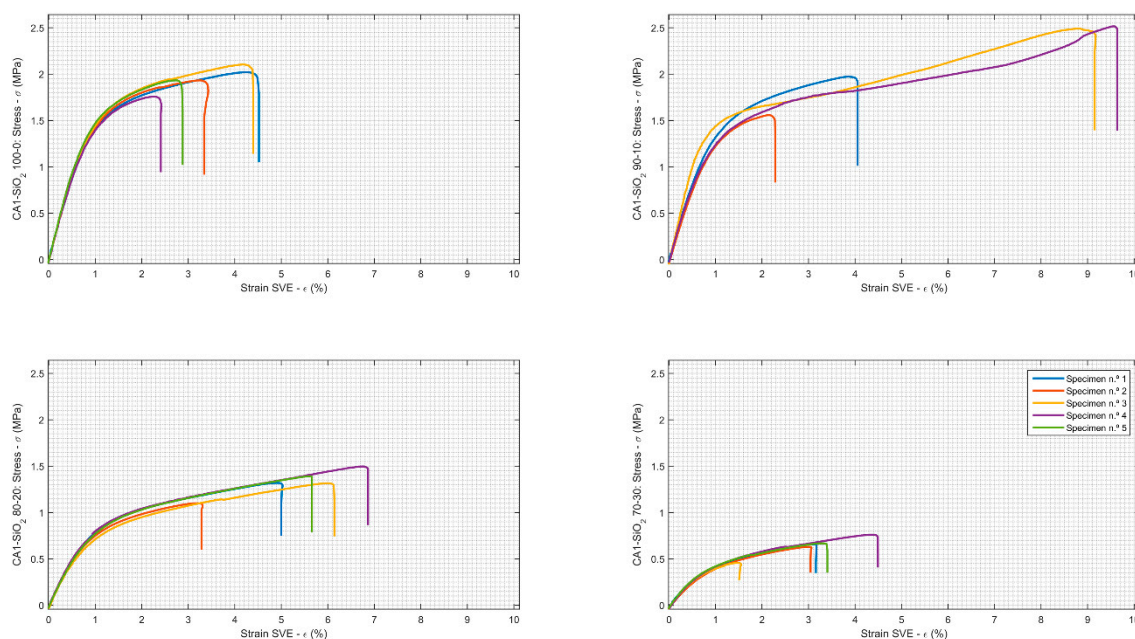 CA1-SiO2 100-0: Stress - σ (MPa)
2.5
2
1.5
1
0.5
0
0 1 2 3 4 5 6 7 8 9 10
Strain SVE - ϵ (%)
CA1-SiO2 90-10: Stress - σ (MPa)
2.5
2
1.5
1
0.5
0
0 1 2 3 4 5 6 7 8 9 10
Strain SVE - ϵ (%)
CA1-SiO2 80-20: Stress - σ (MPa)
2.5
2
1.5
1
0.5
0
0 1 2 3 4 5 6 7 8 9 10
Strain SVE - ϵ (%)
CA1-SiO2 70-30: Stress - σ (MPa)
2.5
2
1.5
1
0.5
0
0 1 2 3 4 5 6 7 8 9 10
Strain SVE - ϵ (%)
Specimen n.º 1
Specimen n.º 2
Specimen n.º 3
Specimen n.º 4
Specimen n.º 5